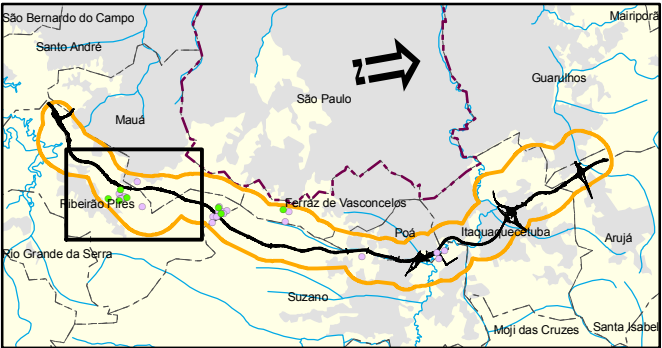 São Bernardo do Campo
Mairiporã
Santo André
N
Guarulhos
São Paulo
Mauá
Ribeirão Pires
Ferraz de Vasconcelos
Poá
Itaquaquecetuba
Arujá
Rio Grande da Serra
Suzano
Moji das Cruzes
Santa Isabel